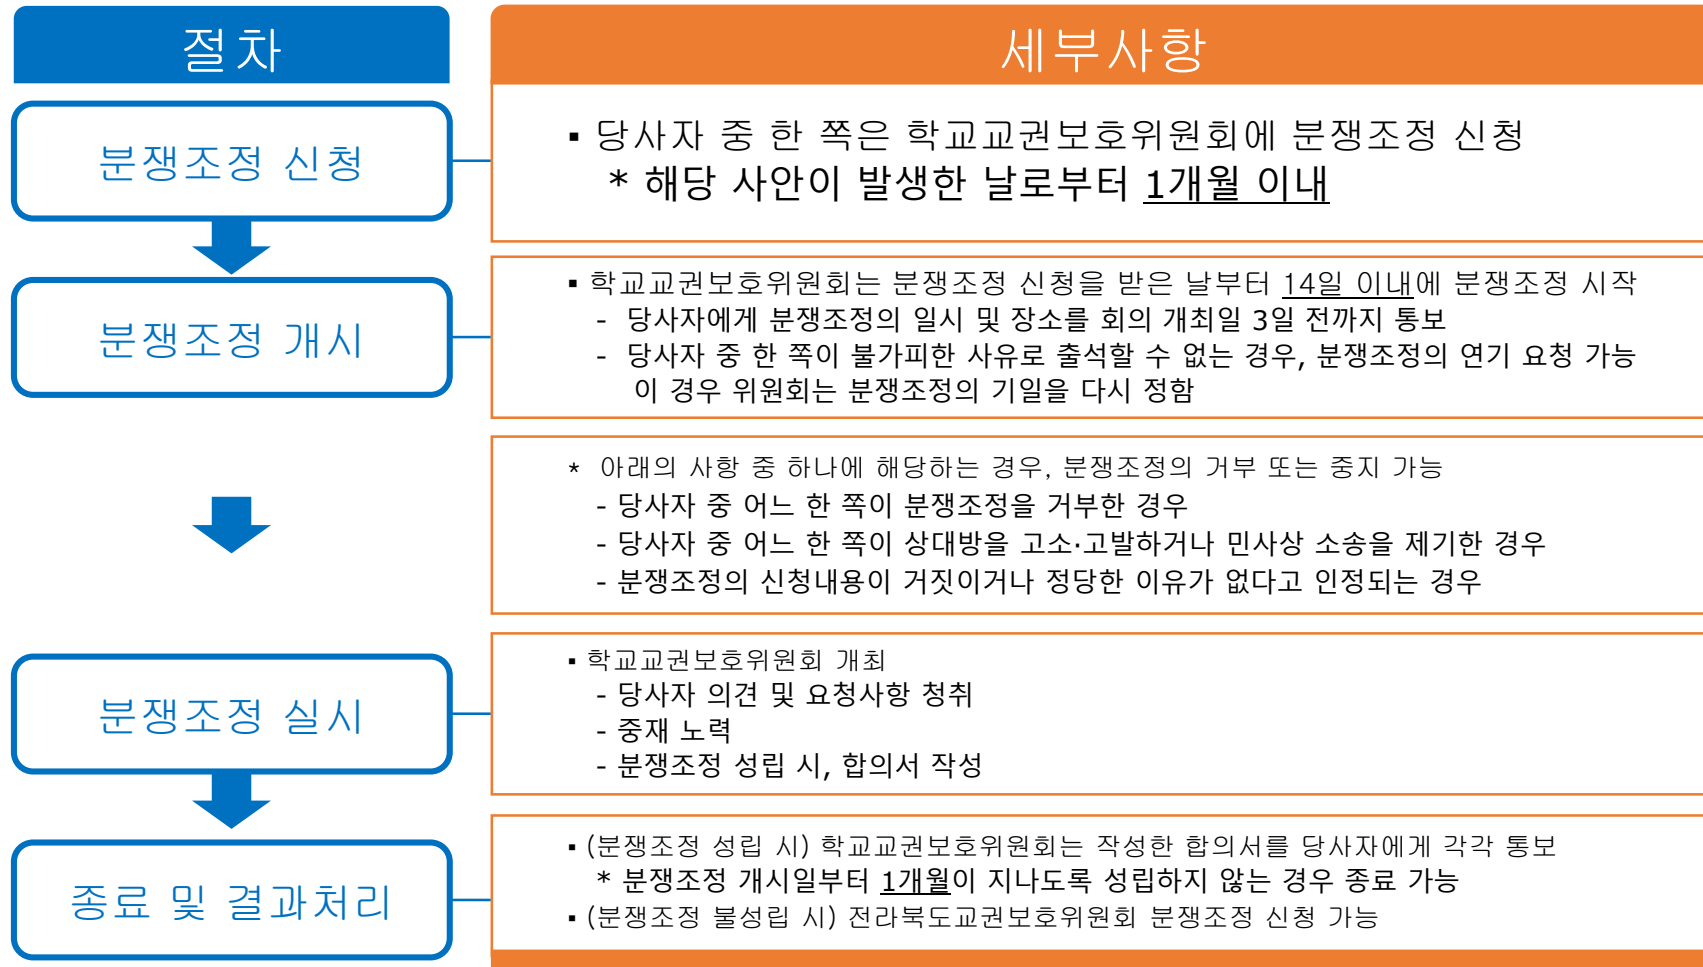 절차
세부사항
분쟁조정 신청
▪ 당사자 중 한 쪽은 학교교권보호위원회에 분쟁조정 신청
* 해당 사안이 발생한 날로부터 1개월 이내
분쟁조정 개시
▪ 학교교권보호위원회는 분쟁조정 신청을 받은 날부터 14일 이내에 분쟁조정 시작
- 당사자에게 분쟁조정의 일시 및 장소를 회의 개최일 3일 전까지 통보
- 당사자 중 한 쪽이 불가피한 사유로 출석할 수 없는 경우, 분쟁조정의 연기 요청 가능
이 경우 위원회는 분쟁조정의 기일을 다시 정함
* 아래의 사항 중 하나에 해당하는 경우, 분쟁조정의 거부 또는 중지 가능
- 당사자 중 어느 한 쪽이 분쟁조정을 거부한 경우
- 당사자 중 어느 한 쪽이 상대방을 고소·고발하거나 민사상 소송을 제기한 경우
- 분쟁조정의 신청내용이 거짓이거나 정당한 이유가 없다고 인정되는 경우
분쟁조정 실시
▪ 학교교권보호위원회 개최
- 당사자 의견 및 요청사항 청취
- 중재 노력
- 분쟁조정 성립 시, 합의서 작성
종료 및 결과처리
▪ (분쟁조정 성립 시) 학교교권보호위원회는 작성한 합의서를 당사자에게 각각 통보
* 분쟁조정 개시일부터 1개월이 지나도록 성립하지 않는 경우 종료 가능
▪ (분쟁조정 불성립 시) 전라북도교권보호위원회 분쟁조정 신청 가능